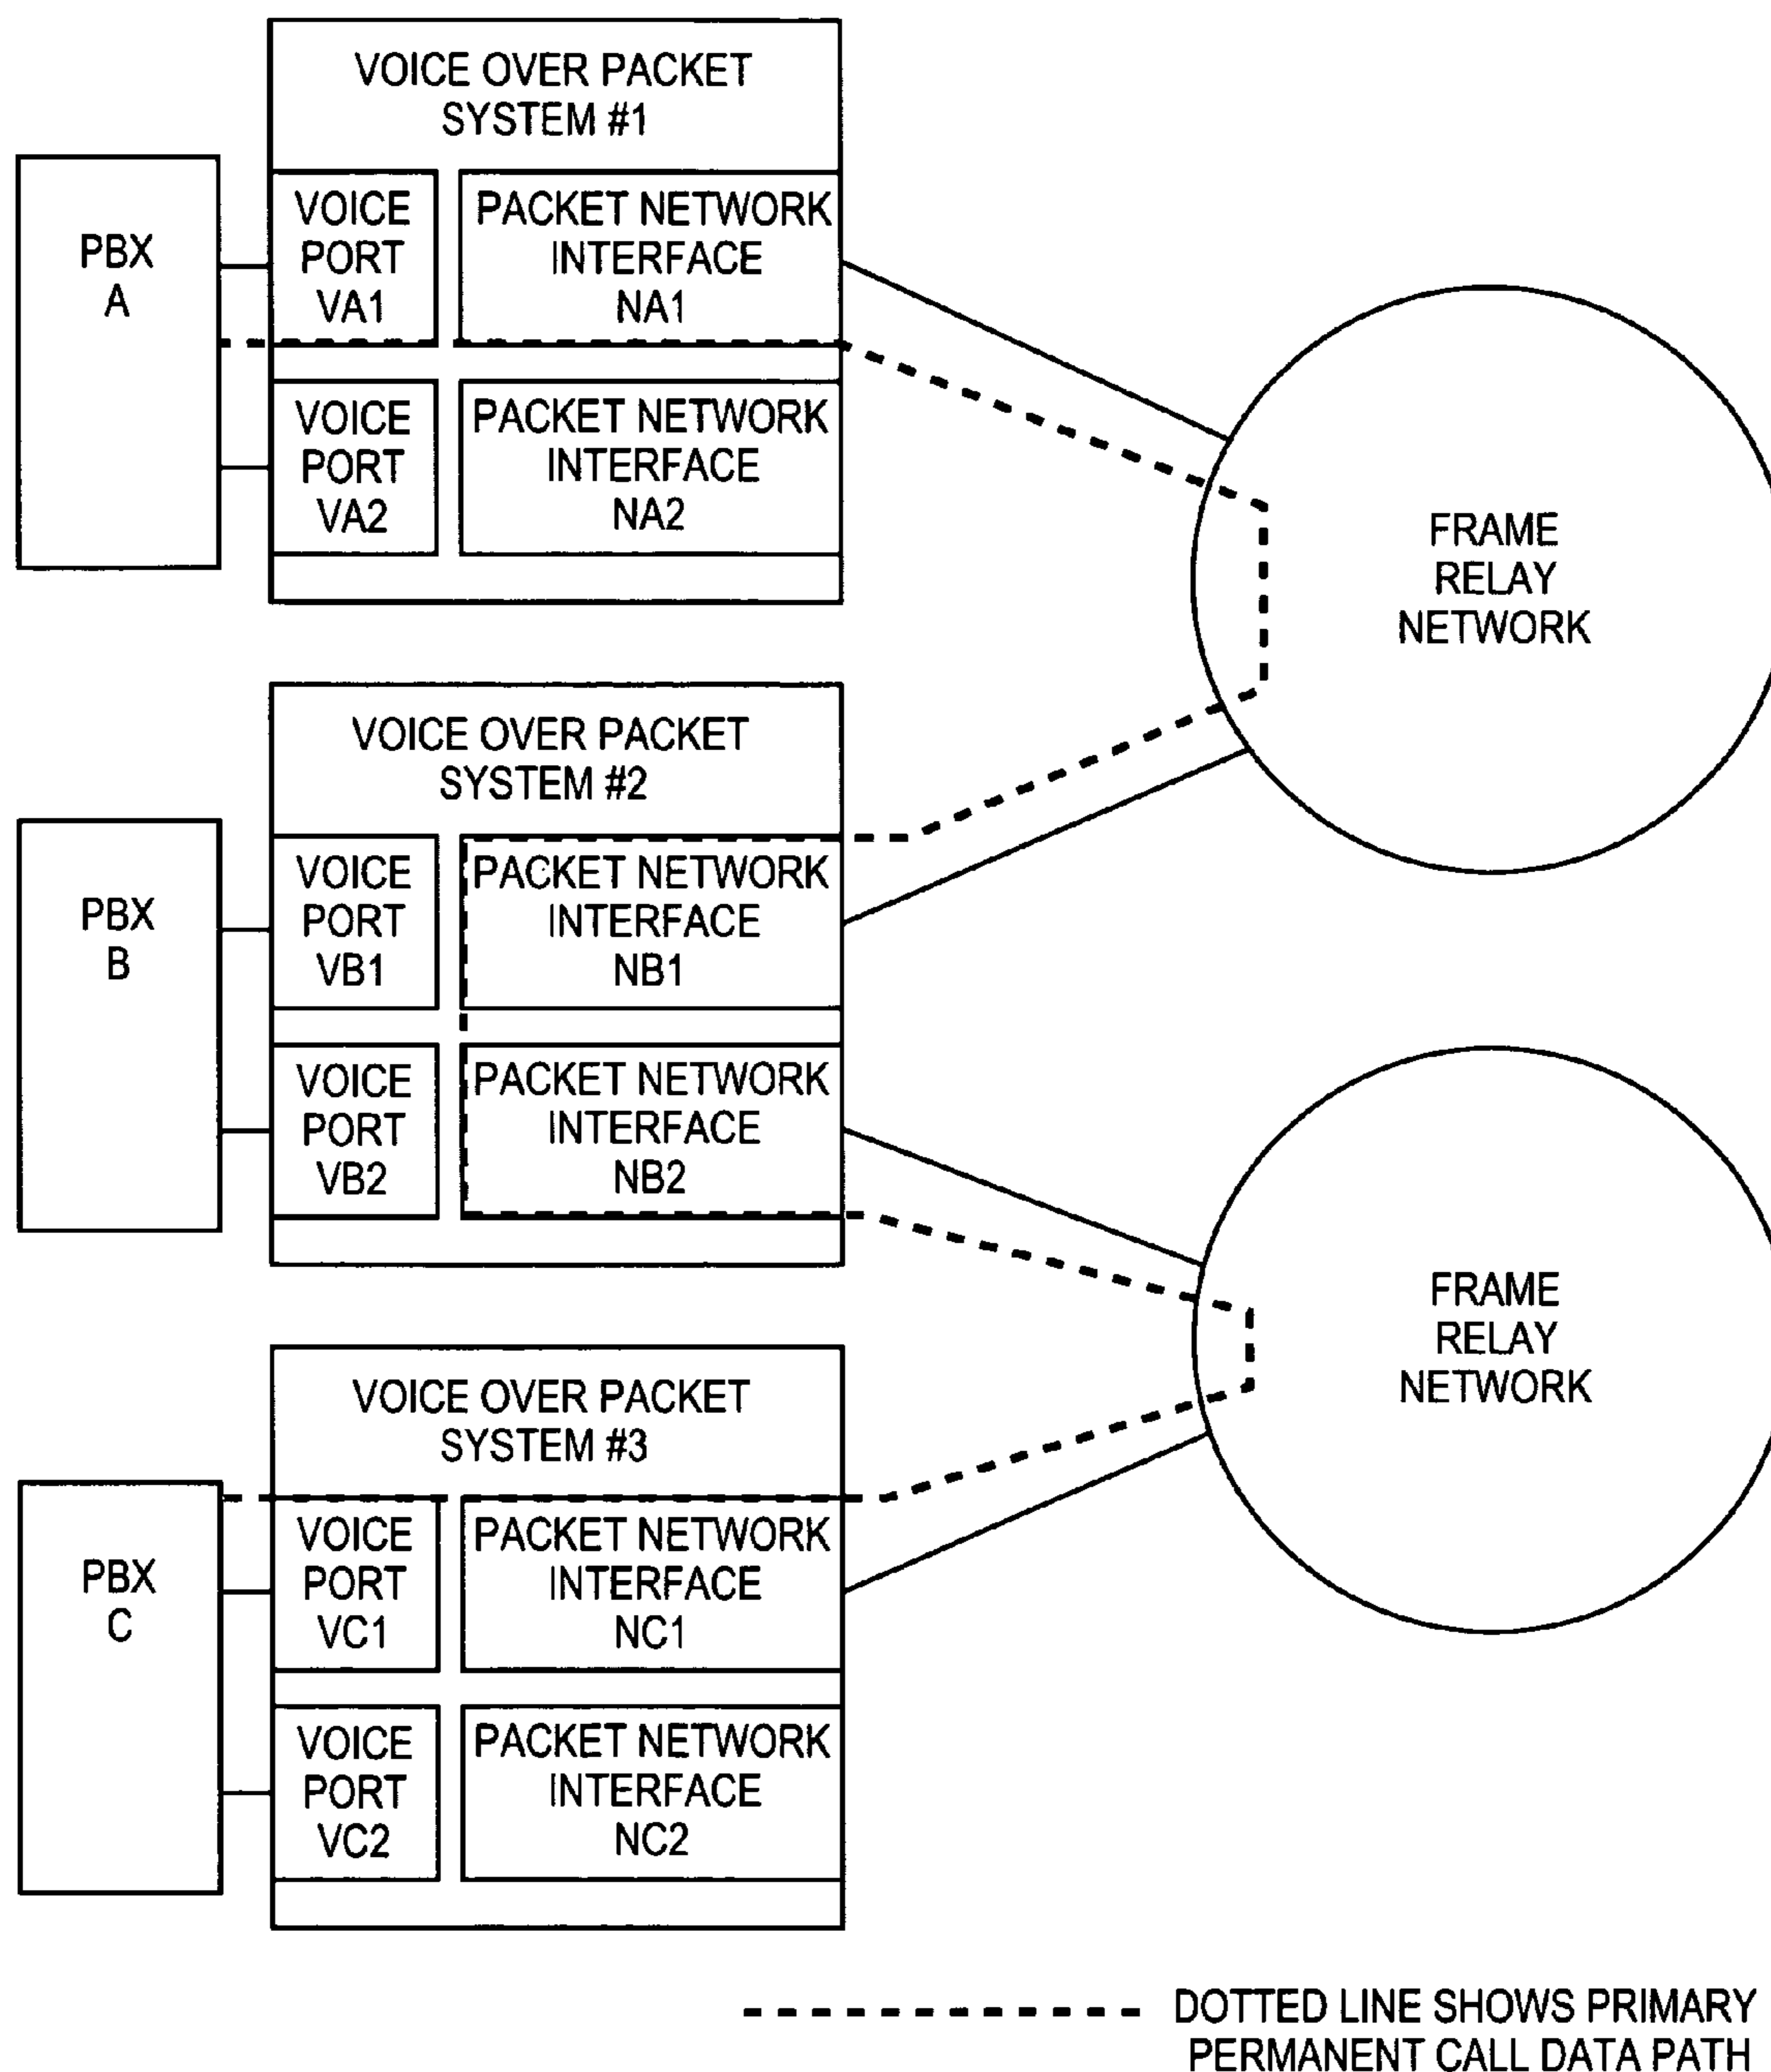 VOICE OVER PACKET
SYSTEM #1
PBX
A
VOICE
PORT
VA1
PACKET NETWORK
INTERFACE
NA1
VOICE
PORT
VA2
PACKET NETWORK
INTERFACE
NA2
FRAME
RELAY
NETWORK
VOICE OVER PACKET
SYSTEM #2
PBX
B
VOICE
PORT
VB1
PACKET NETWORK
INTERFACE
NB1
VOICE
PORT
VB2
PACKET NETWORK
INTERFACE
NB2
FRAME
RELAY
NETWORK
VOICE OVER PACKET
SYSTEM #3
PBX
C
VOICE
PORT
VC1
PACKET NETWORK
INTERFACE
NC1
VOICE
PORT
VC2
PACKET NETWORK
INTERFACE
NC2
DOTTED LINE SHOWS PRIMARY
PERMANENT CALL DATA PATH